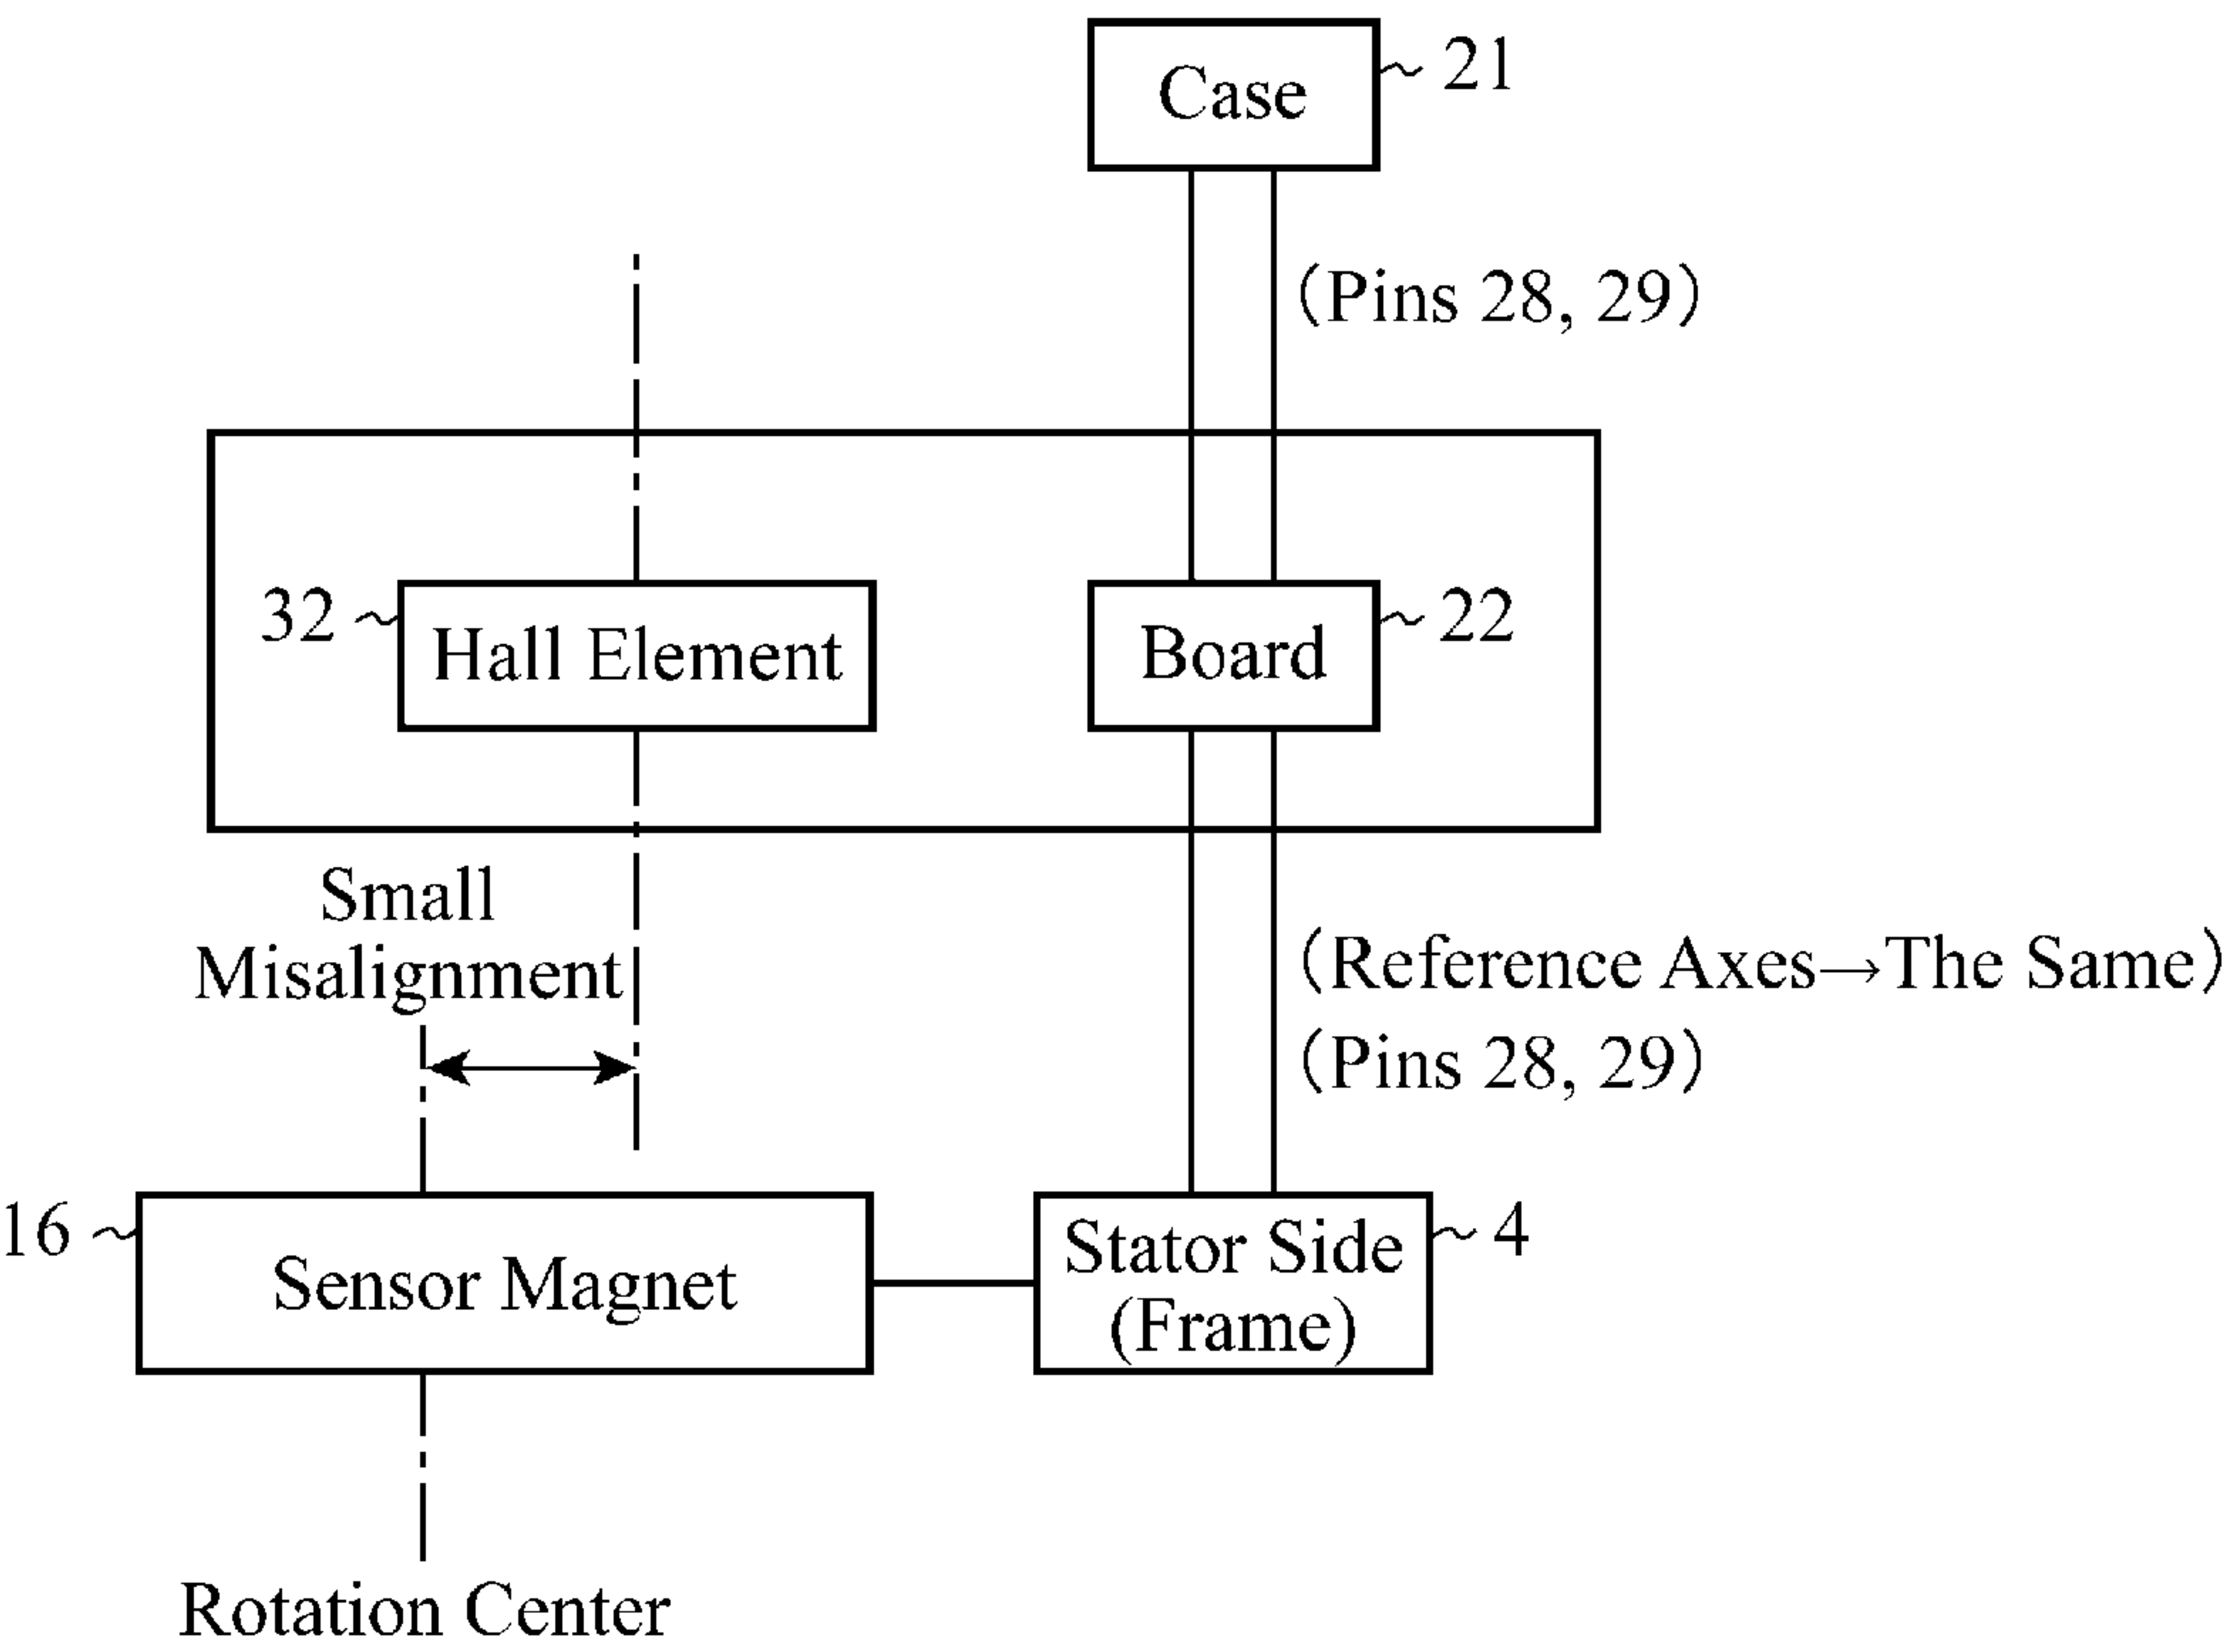 Case
21
(Pins 28, 29)
32
Hall Element
Board
22
Small
Misalignment
(Reference Axes→The Same)
(Pins 28, 29)
16
Sensor Magnet
Stator Side
(Frame)
4
Rotation Center